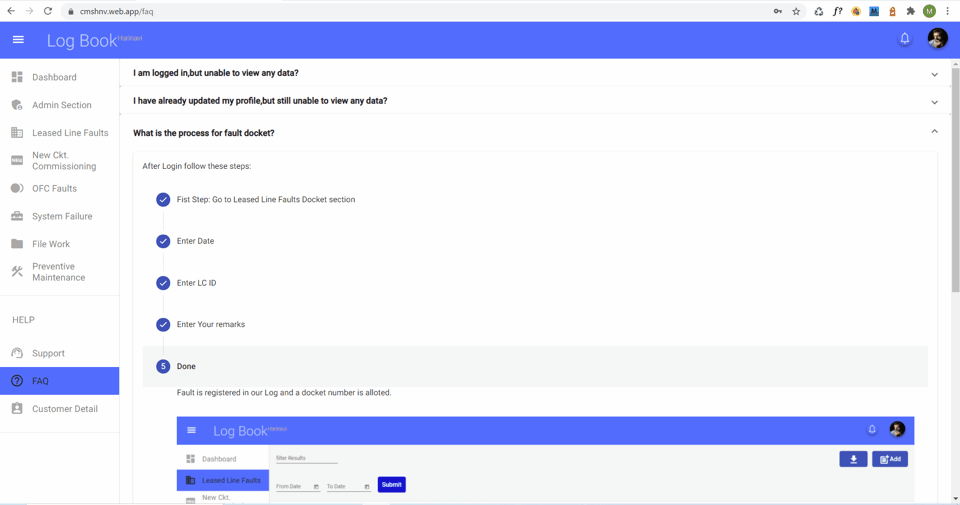 cmshnv.web.app/faq
f?
M
Log Book Harinavi
Dashboard
Admin Section
Leased Line Faults
New Ckt.
Commissioning
OFC Faults
System Failure
File Work
Preventive
Maintenance
HELP
Support
FAQ
Customer Detail
I am logged in,but unable to view any data?
I have already updated my profile,but still unable to view any data?
What is the process for fault docket?
After Login follow these steps:
Fist Step: Go to Leased Line Faults Docket section
Enter Date
Enter LC ID
Enter Your remarks
5 Done
Fault is registered in our Log and a docket number is alloted.
Log Book Harinavi
Dashboard
Leased Line Faults
New Ckt.
Filter Results
Add
From Date
To Date
Submit